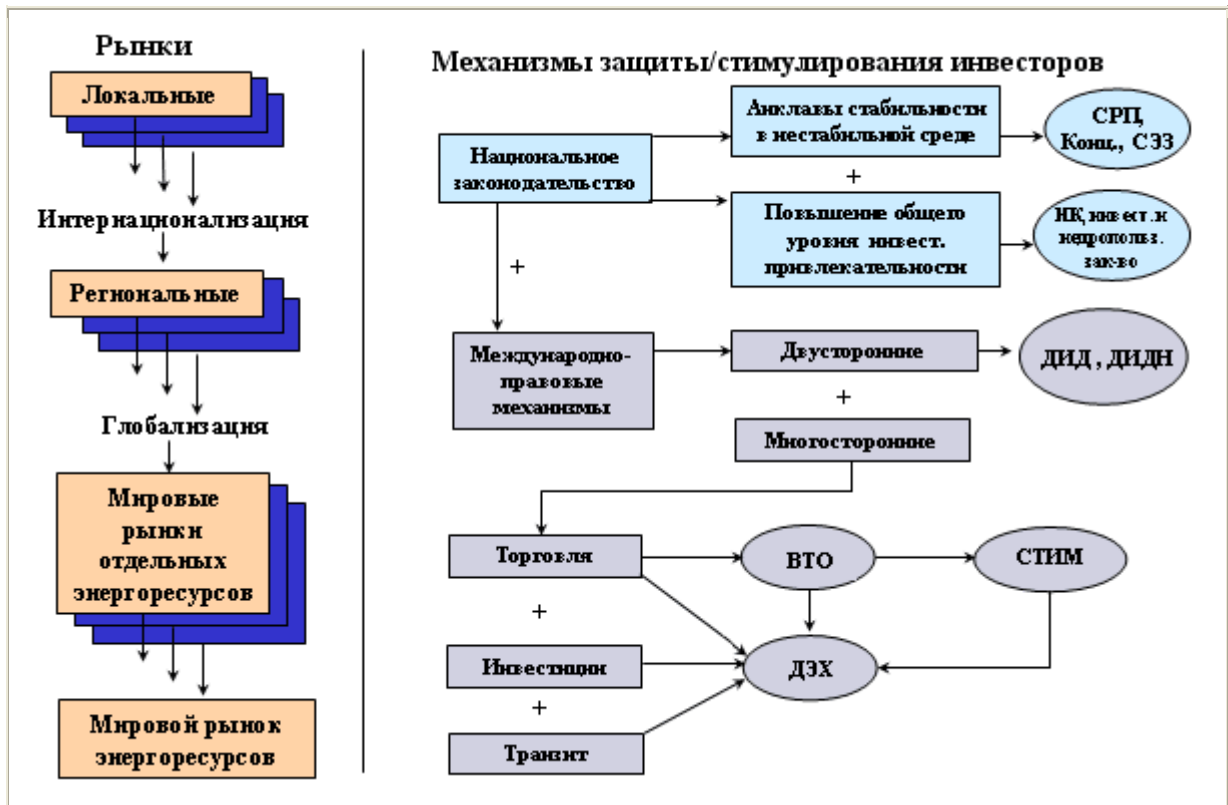 Рынки
Локальные
Интернационализация
Региональные
Глобализация
Мировые
рынки
отдельных
энергоресурсов
Мировой рынок
энергоресурсов
Механизмы защиты/стимулирования инвесторов
Национальное
законодательство
Анклавы стабильности
в нестабильной среде
СРП,
Конц., СЭЗ
+
Повышение общего
уровня инвест.
привлекательности
НК, инвест. и
недропольз.
зак-во
+
Международно-
правовые
механизмы
Двусторонние
ДИД , ДИДН
+
Многосторонние
Торговля
ВТО
СТИМ
+
Инвестиции
ДЭХ
+
Транзит